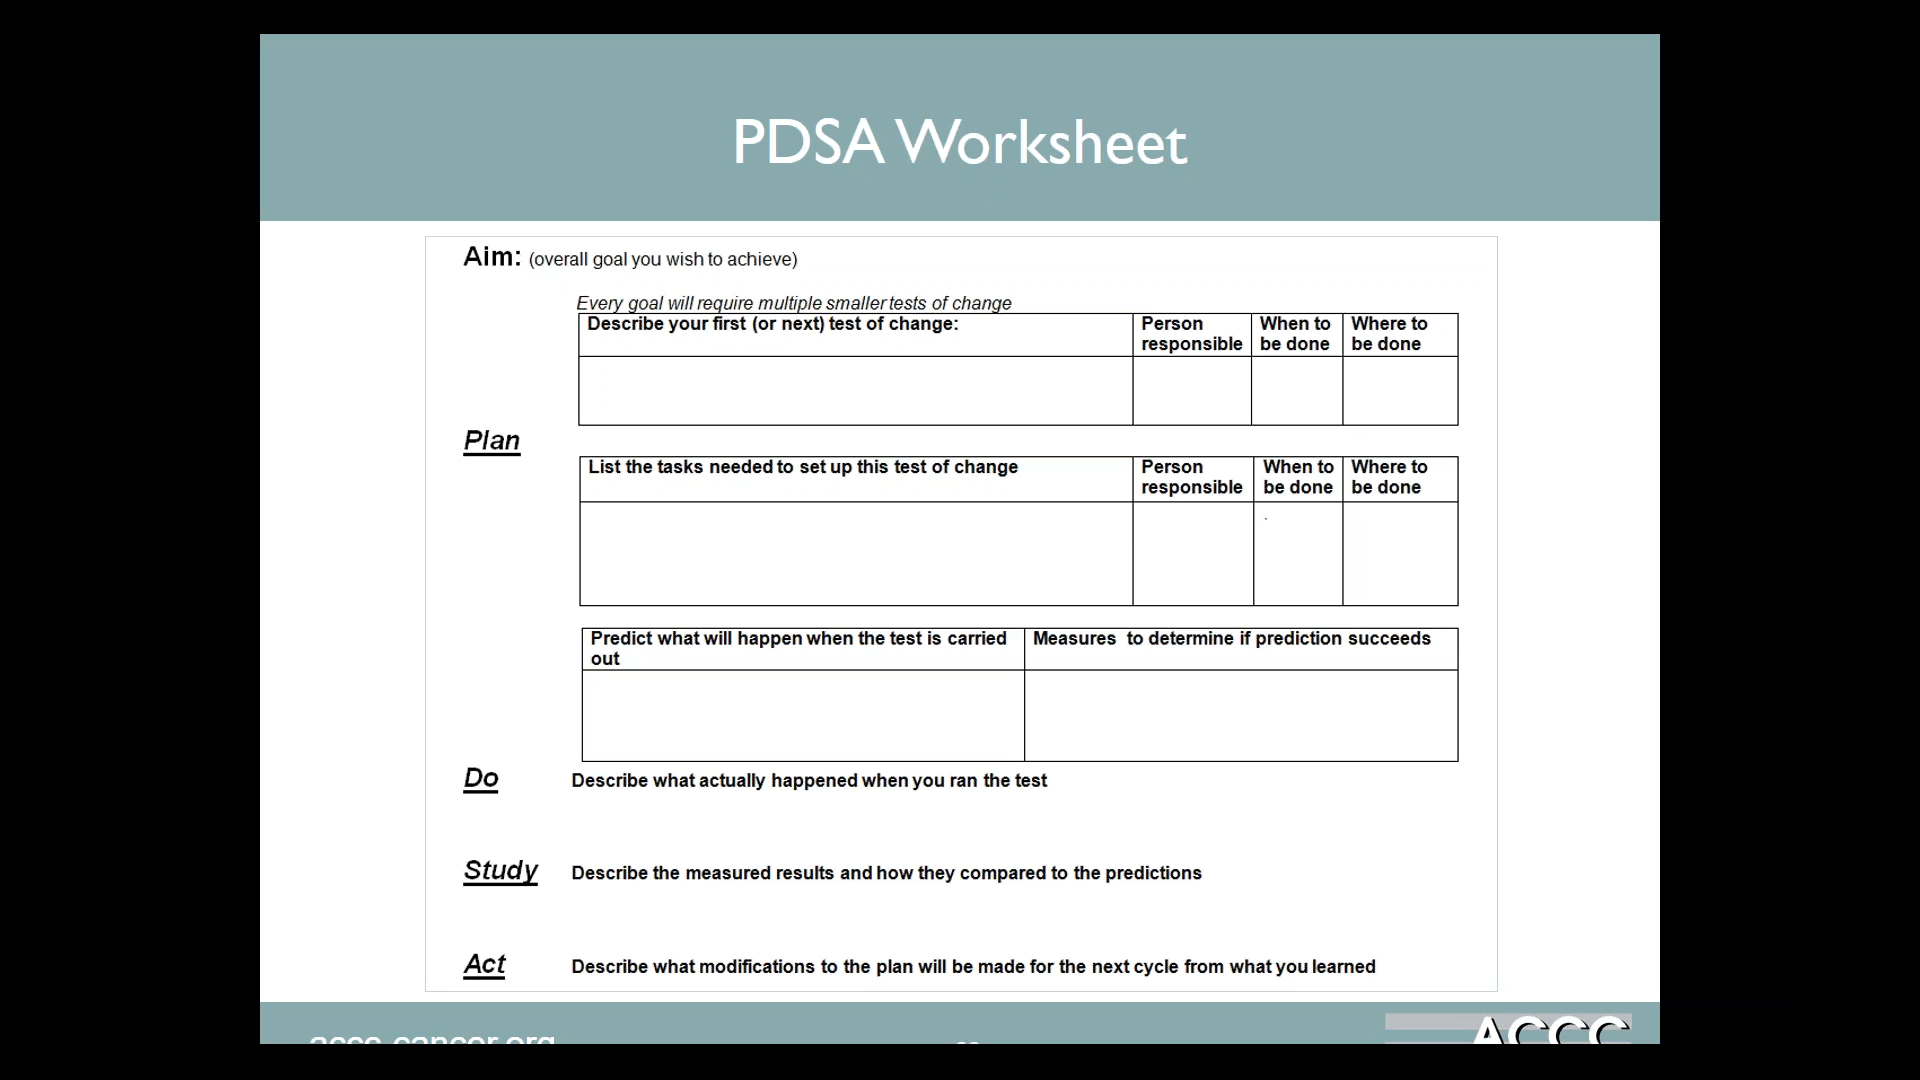 PDSA Worksheet
Aim: (overall goal you wish to achieve)
Every goal will require multiple smaller tests of change
Describe your first (or next) test of change:
Person
responsible
When to
be done
Where to
be done
Plan
List the tasks needed to set up this test of change
Person
responsible
When to
be done
Where to
be done
Predict what will happen when the test is carried
out
Measures to determine if prediction succeeds
Do
Describe what actually happened when you ran the test
Study
Describe the measured results and how they compared to the predictions
Act
Describe what modifications to the plan will be made for the next cycle from what you learned
accc-cancer.org
ACCC